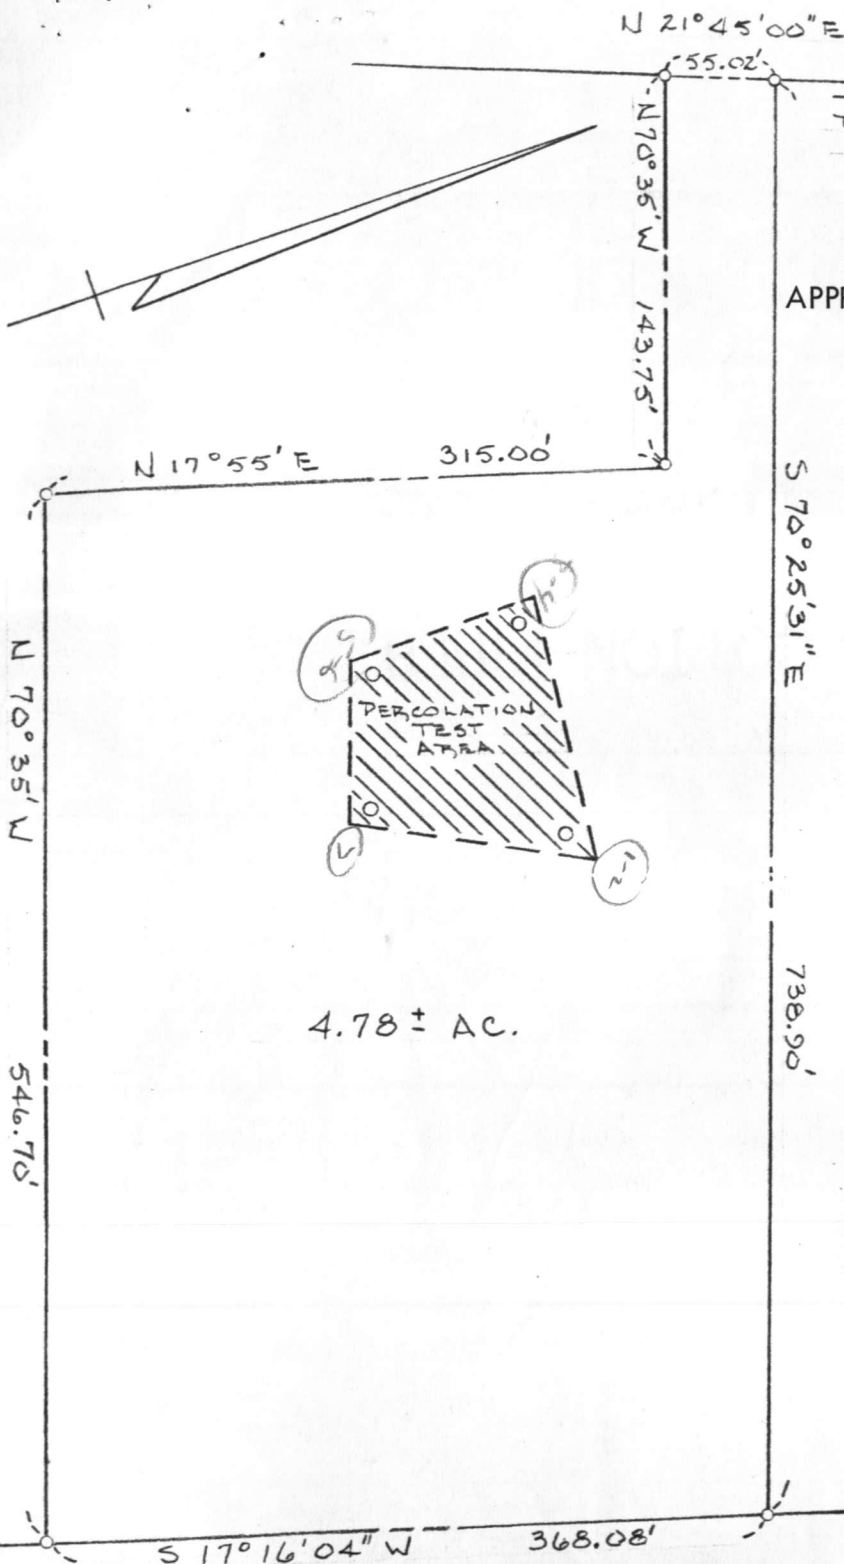 N 21°45'00"E
55.02'
N 70°35' W 143.75'
APP
N 17°55' E 315.00'
S 70°25'31" E 738.90'
N 70°35' W 546.70'
PERCOLATION
TEST
AREA
4.78 ± AC.
S 17°16'04" W 368.08'